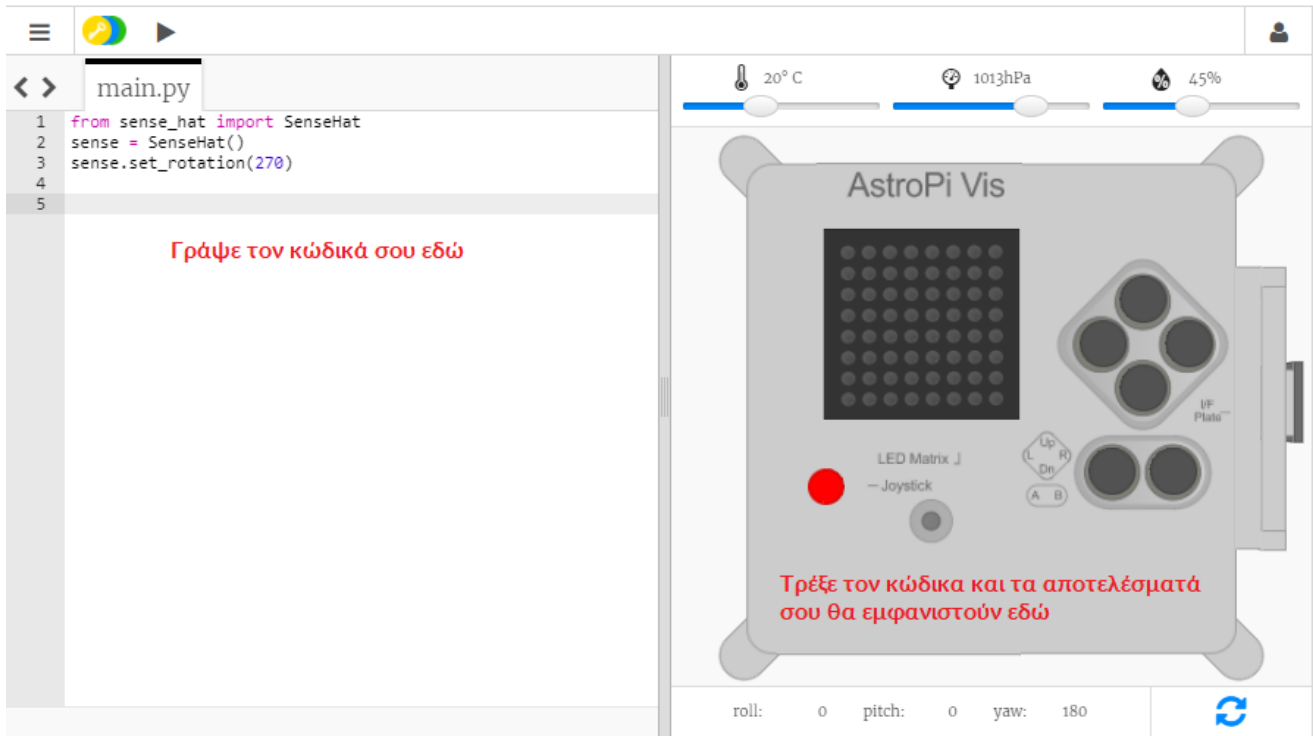 main.py
1 from sense_hat import SenseHat
2 sense = SenseHat()
3 sense.set_rotation(270)
4
5
Γράψε τον κώδικά σου εδώ
20° C
1013hPa
45%
AstroPi Vis
I/F
Plate
LED Matrix
Joystick
Up
L R
Dn
A B
Τρέξε τον κώδικα και τα αποτελέσματά
σου θα εμφανιστούν εδώ
roll: 0 pitch: 0 yaw: 180